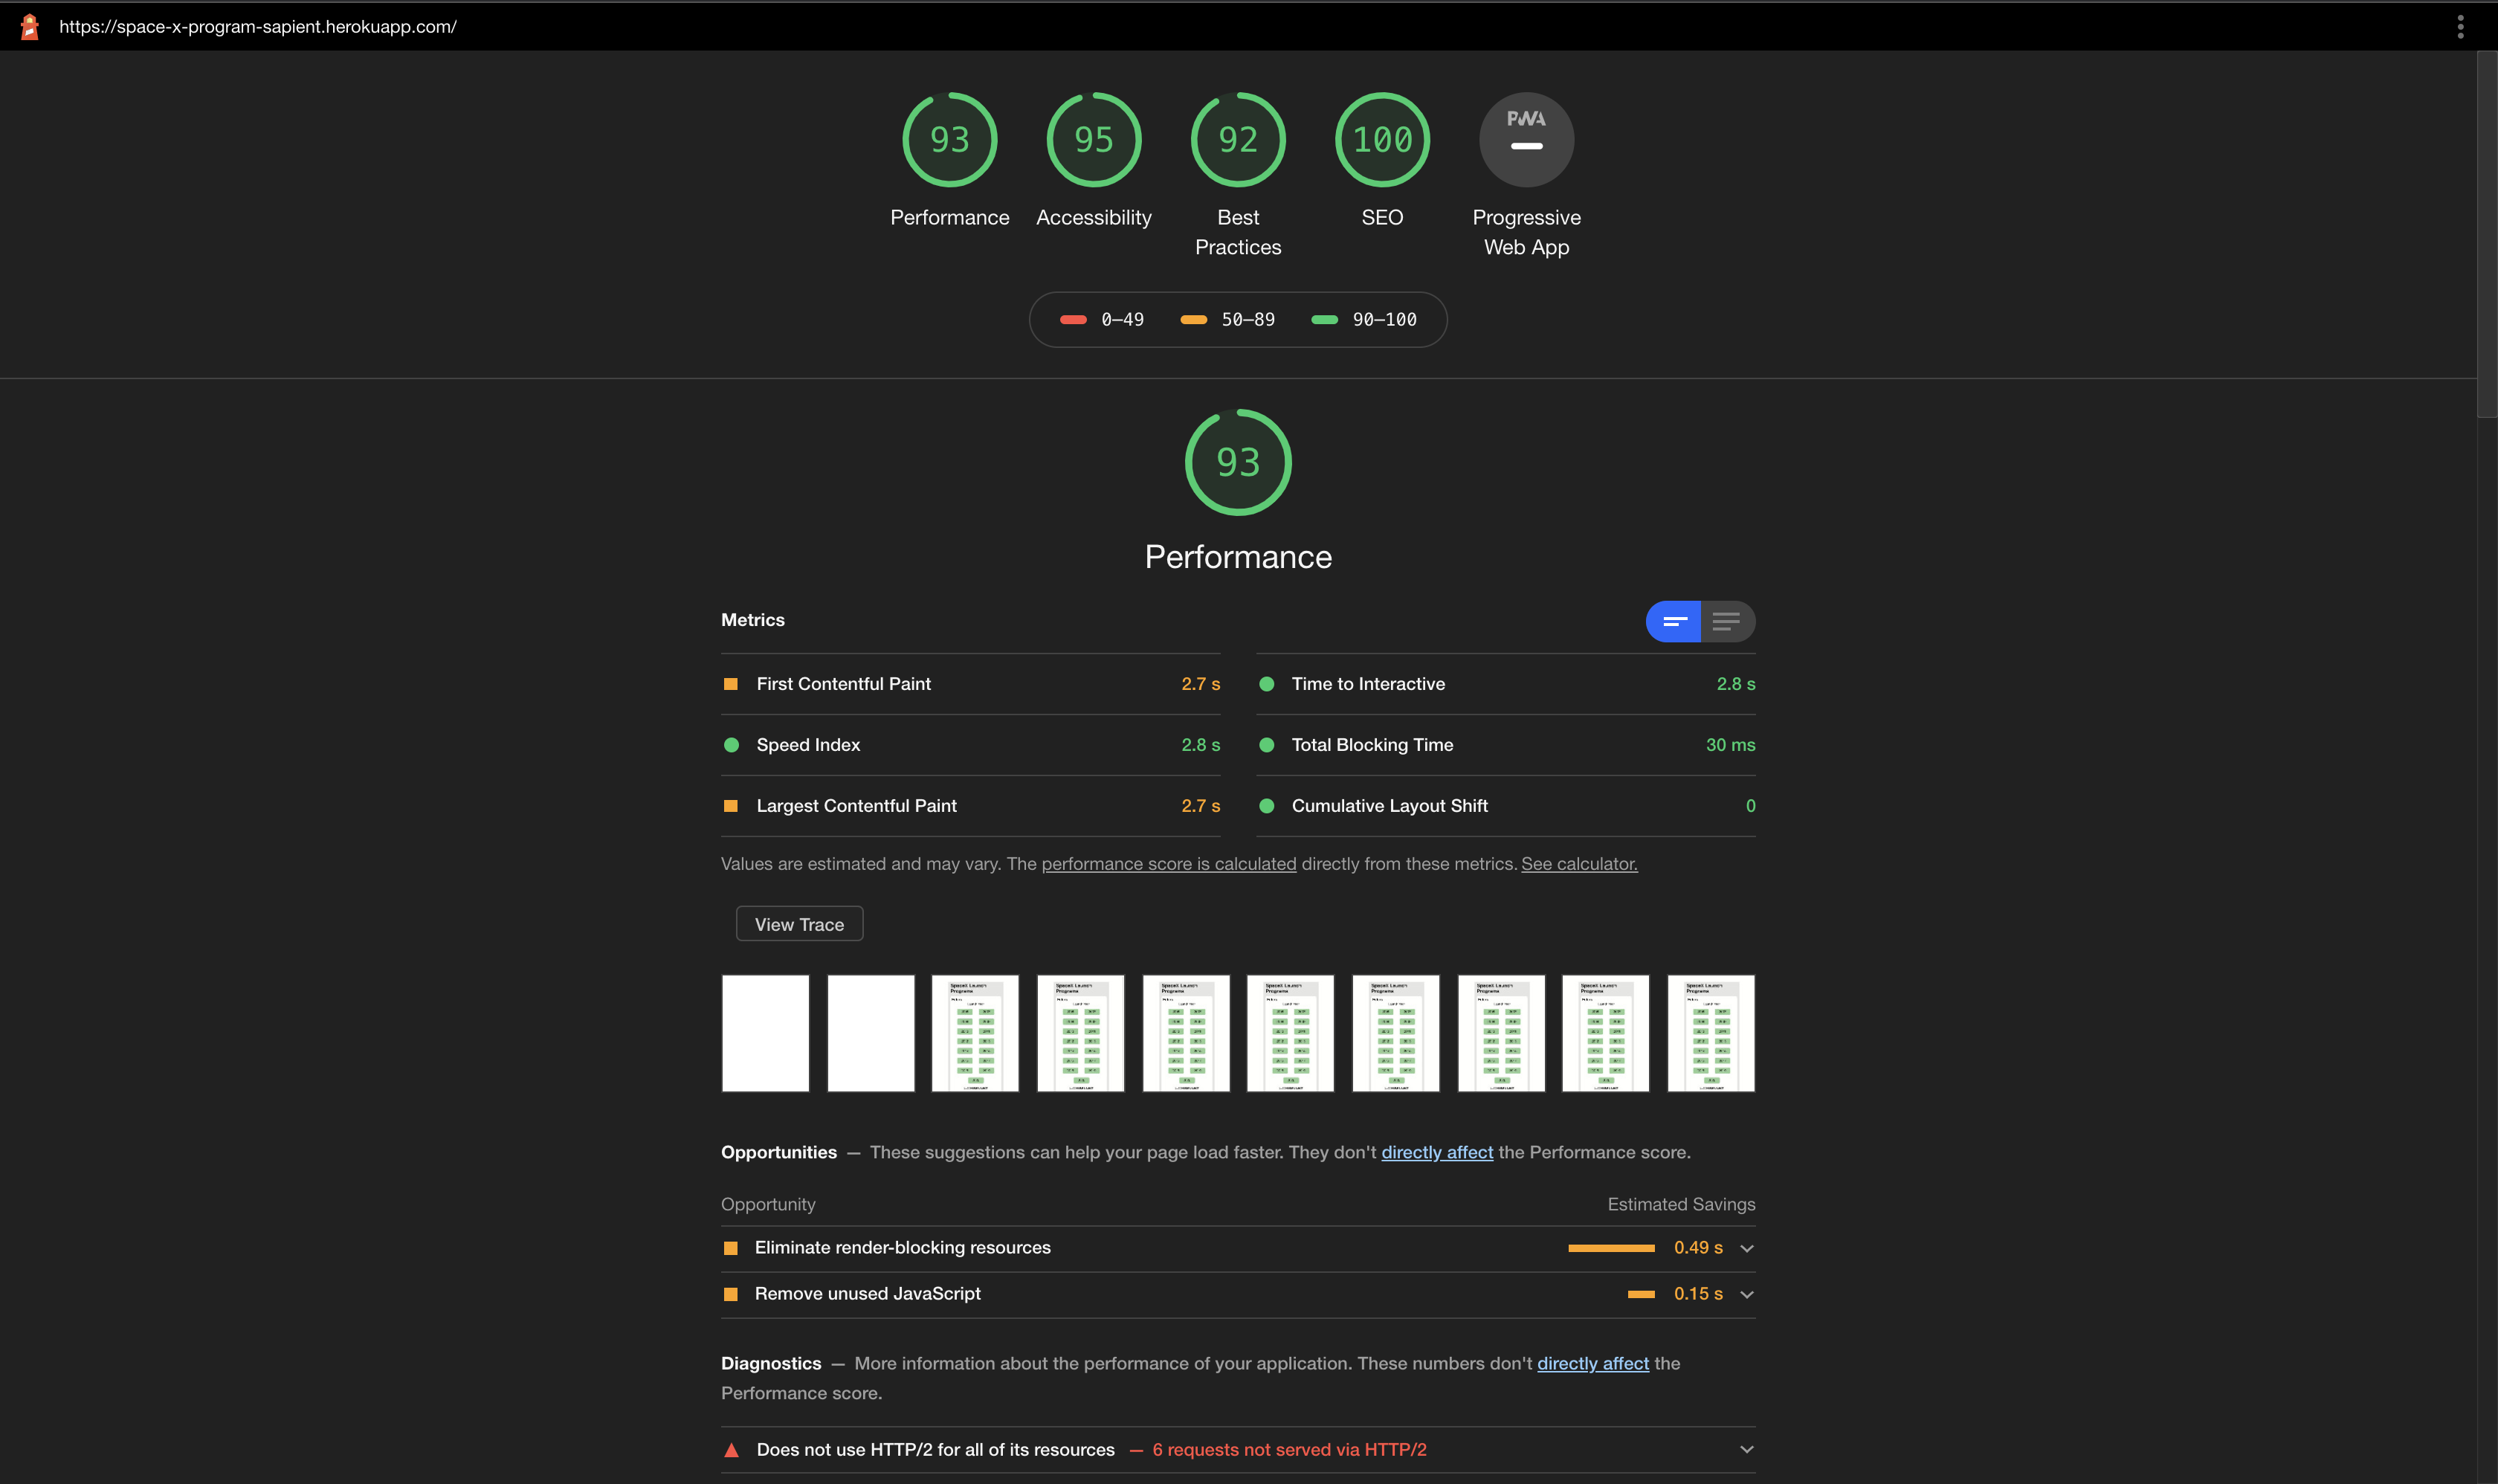 https://space-x-program-sapient.herokuapp.com/
93
95
92
100
PWA
Performance
Accessibility
Best
Practices
SEO
Progressive
Web App
0–49
50–89
90–100
93
Performance
Metrics
First Contentful Paint 2.7 s
Time to Interactive 2.8 s
Speed Index 2.8 s
Total Blocking Time 30 ms
Largest Contentful Paint 2.7 s
Cumulative Layout Shift 0
Values are estimated and may vary. The performance score is calculated directly from these metrics. See calculator.
View Trace
Opportunities — These suggestions can help your page load faster. They don't directly affect the Performance score.
Opportunity Estimated Savings
Eliminate render-blocking resources 0.49 s
Remove unused JavaScript 0.15 s
Diagnostics — More information about the performance of your application. These numbers don't directly affect the
Performance score.
Does not use HTTP/2 for all of its resources — 6 requests not served via HTTP/2